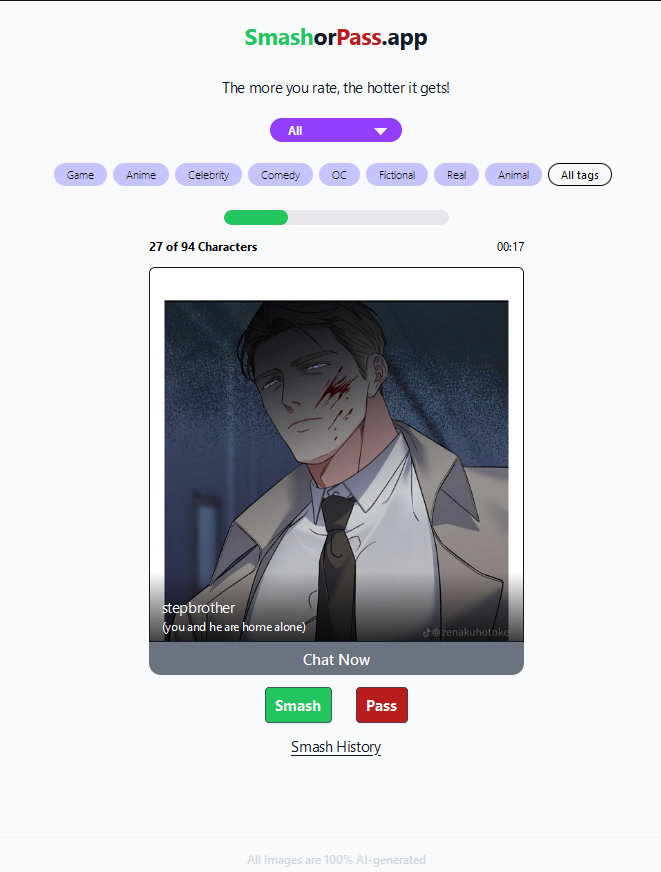 SmashorPass.app
The more you rate, the hotter it gets!
All
Game Anime Celebrity Comedy OC Fictional Real Animal All tags
27 of 94 Characters 00:17
stepbrother
(you and he are home alone)
@zenakuhotoke
Chat Now
Smash Pass
Smash History
All images are 100% AI-generated